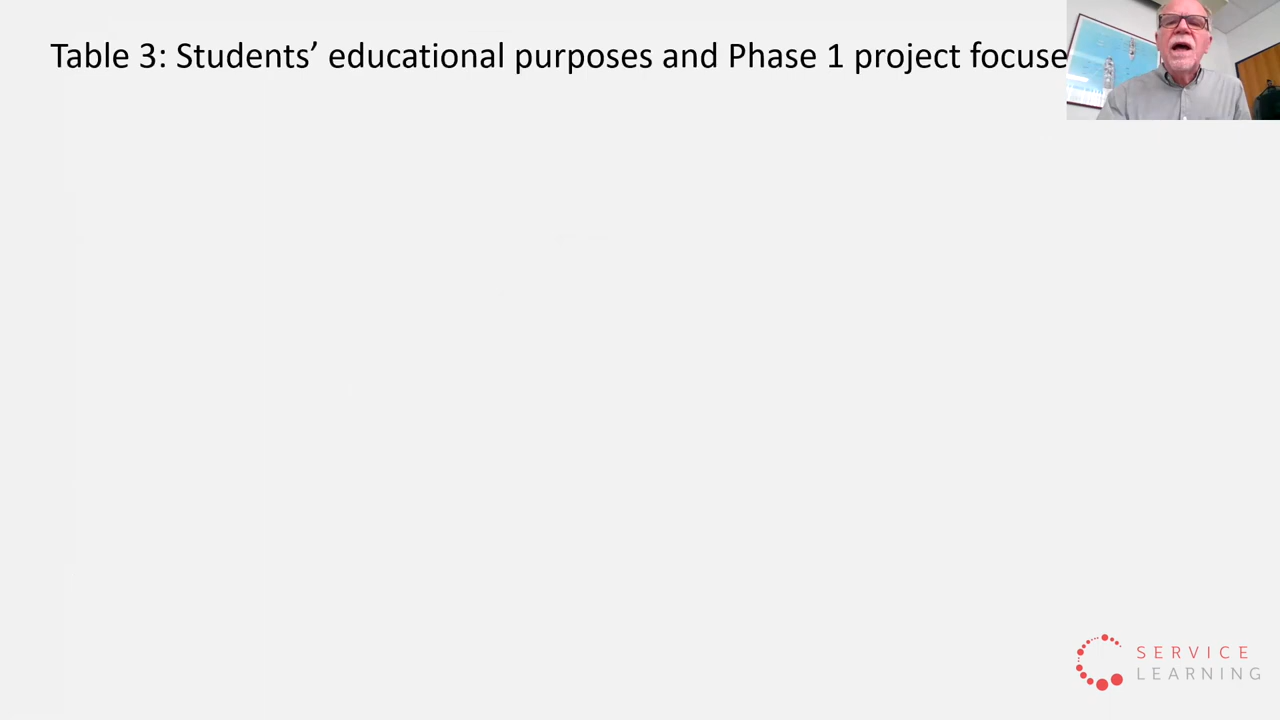 Table 3: Students’ educational purposes and Phase 1 project focuse
SERVICE
LEARNING